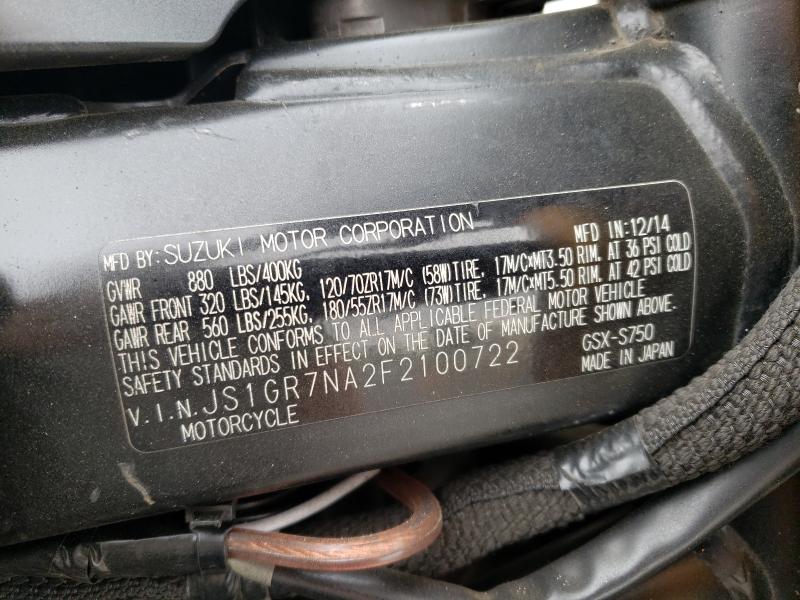 MFD BY: SUZUKI MOTOR CORPORATION MFD IN: 12/14
GVWR 880 LBS/400KG
GAWR FRONT 320 LBS/145KG, 120/70ZR17M/C (58W)TIRE, 17M/C×MT3.50 RIM. AT 36 PSI COLD
GAWR REAR 560 LBS/255KG, 180/55ZR17M/C (73W)TIRE, 17M/C×MT5.50 RIM. AT 42 PSI COLD
THIS VEHICLE CONFORMS TO ALL APPLICABLE FEDERAL MOTOR VEHICLE
SAFETY STANDARDS IN EFFECT ON THE DATE OF MANUFACTURE SHOWN ABOVE.
V.I.N. JS1GR7NA2F2100722 GSX-S750
MOTORCYCLE MADE IN JAPAN